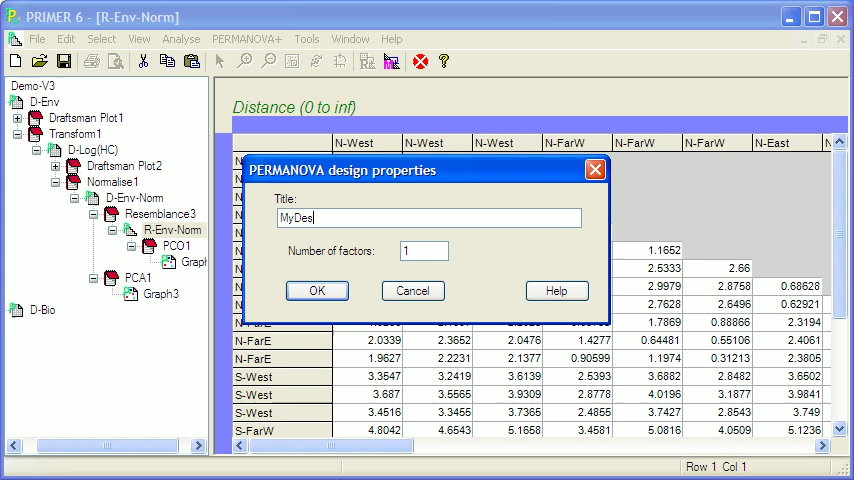 PRIMER 6 - [R-Env-Norm]
File Edit Select View Analyse PERMANOVA+ Tools Window Help
Demo-V3
D-Env
Draftsman Plot1
Transform1
D-Log(HC)
Draftsman Plot2
Normalise1
D-Env-Norm
Resemblance3
R-Env-Norm
PCO1
Graph
PCA1
Graph3
D-Bio
Distance (0 to inf)
N-West N-West N-West N-FarW N-FarW N-FarW N-East N
PERMANOVA design properties
Title:
MyDes
Number of factors: 1
OK Cancel Help
1.1652
2.5333 2.66
2.9979 2.8758 0.68628
2.7628 2.6496 0.62921
1.7869 0.88866 2.3194
N-FarE 2.0339 2.3652 2.0476 1.4277 0.64481 0.55106 2.4061
N-FarE 1.9627 2.2231 2.1377 0.90599 1.1974 0.31213 2.3805
S-West 3.3547 3.2419 3.6139 2.5393 3.6882 2.8482 3.6502
S-West 3.687 3.5565 3.9309 2.8778 4.0196 3.1877 3.9841
S-West 3.4516 3.3455 3.7365 2.4855 3.7427 2.8543 3.749
S-FarW 4.8042 4.6543 5.1658 3.4581 5.0816 4.0509 5.1236
Row 1 Col 1